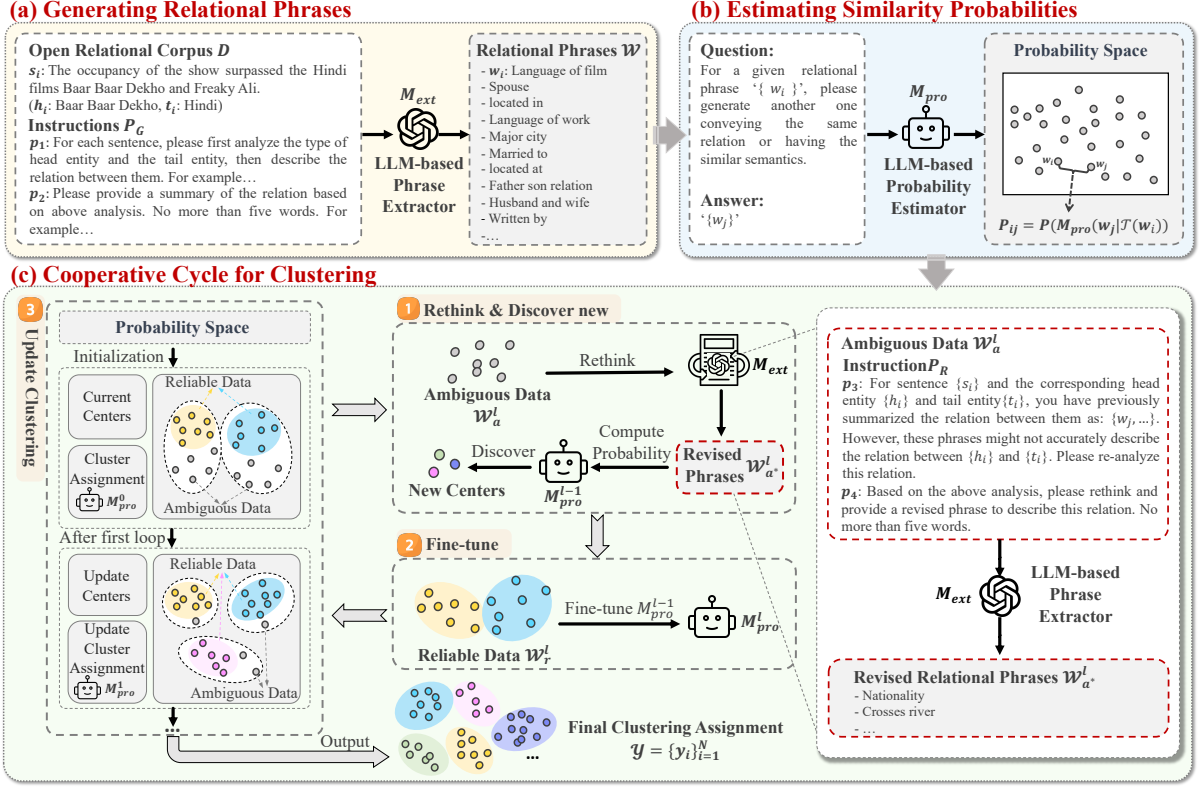 (a) Generating Relational Phrases
Open Relational Corpus D
s_i: The occupancy of the show surpassed the Hindi
films Baar Baar Dekho and Freaky Ali.
(h_i: Baar Baar Dekho, t_i: Hindi)
Instructions P_G
p_1: For each sentence, please first analyze the type of
head entity and the tail entity, then describe the
relation between them. For example…
p_2: Please provide a summary of the relation based
on above analysis. No more than five words. For
example…
M_ext
LLM-based
Phrase
Extractor
Relational Phrases 𝒲
- w_i: Language of film
- Spouse
- located in
- Language of work
- Major city
- Married to
- located at
- Father son relation
- Husband and wife
- Written by
-…
(b) Estimating Similarity Probabilities
Question:
For a given relational
phrase '{ w_i }', please
generate another one
conveying the same
relation or having the
similar semantics.
Answer:
'{w_j}'
M_pro
LLM-based
Probability
Estimator
Probability Space
w_i
w_j
P_ij = P(M_pro(w_j|𝒯(w_i))
(c) Cooperative Cycle for Clustering
3
Update Clustering
Probability Space
Initialization
Current
Centers
Cluster
Assignment
M_pro^0
Reliable Data
Ambiguous Data
After first loop
Update
Centers
Update
Cluster
Assignment
M_pro^1
Reliable Data
Ambiguous Data
...
Output
1 Rethink & Discover new
Ambiguous Data
𝒲_a^l
Rethink
M_ext
Revised
Phrases 𝒲_a*^l
Compute
Probability
M_pro^{l-1}
Discover
New Centers
2 Fine-tune
Reliable Data 𝒲_r^l
Fine-tune M_pro^{l-1}
M_pro^l
...
Final Clustering Assignment
𝒴 = {y_i}_{i=1}^N
Ambiguous Data 𝒲_a^l
InstructionP_R
p_3: For sentence {s_i} and the corresponding head
entity {h_i} and tail entity{t_i}, you have previously
summarized the relation between them as: {w_j, …}.
However, these phrases might not accurately describe
the relation between {h_i} and {t_i}. Please re-analyze
this relation.
p_4: Based on the above analysis, please rethink and
provide a revised phrase to describe this relation. No
more than five words.
M_ext
LLM-based
Phrase
Extractor
Revised Relational Phrases 𝒲_a*^l
- Nationality
- Crosses river
- …